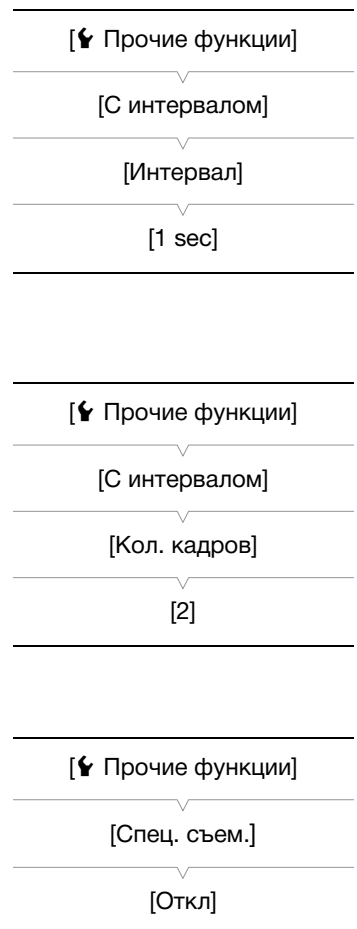 [ Прочие функции]
[С интервалом]
[Интервал]
[1 sec]
[ Прочие функции]
[С интервалом]
[Кол. кадров]
[2]
[ Прочие функции]
[Спец. съем.]
[Откл]